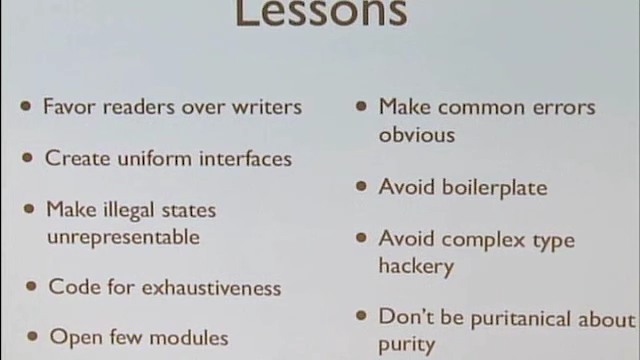 Lessons
• Favor readers over writers
• Create uniform interfaces
• Make illegal states
unrepresentable
• Code for exhaustiveness
• Open few modules
• Make common errors
obvious
• Avoid boilerplate
• Avoid complex type
hackery
• Don't be puritanical about
purity